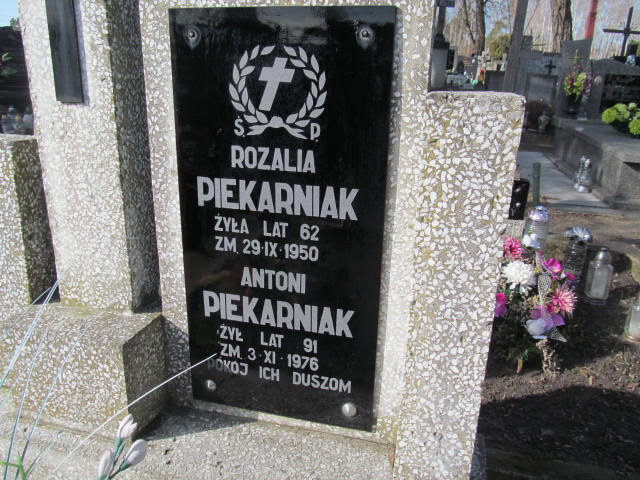 Ś P.
ROZALIA
PIEKARNIAK
ŻYŁA LAT 62
ZM. 29·IX·1950
ANTONI
PIEKARNIAK
ŻYŁ LAT 91
ZM. 3·XI·1976
POKÓJ ICH DUSZOM